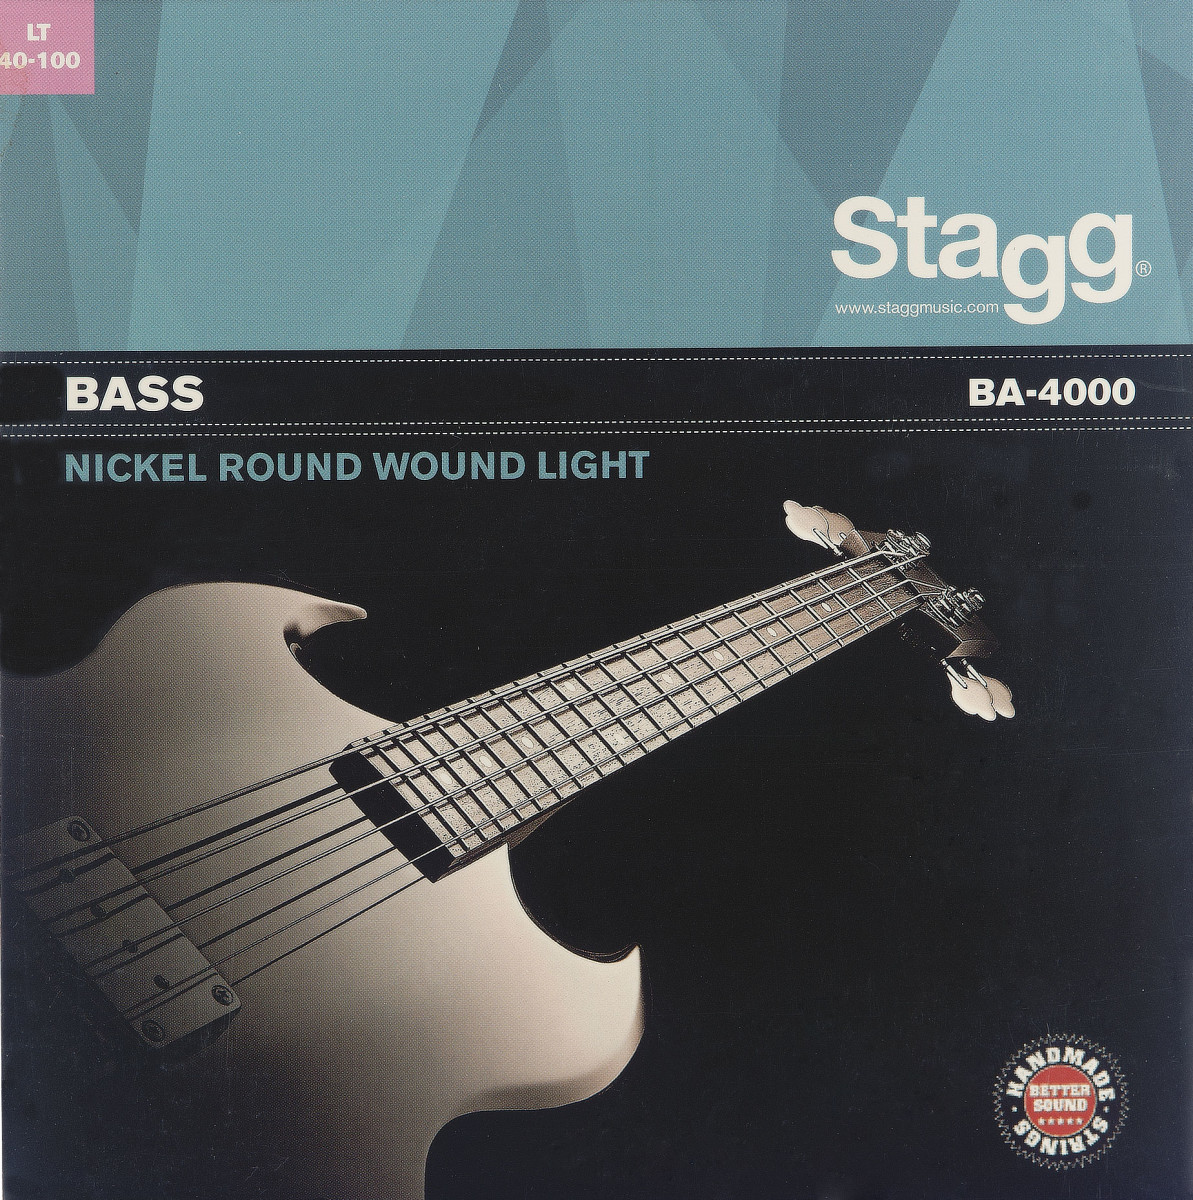 LT
40-100
Stagg®
www.staggmusic.com
BASS
BA-4000
NICKEL ROUND WOUND LIGHT
HANDMADE
BETTER
SOUND
★★★★★
STRINGS